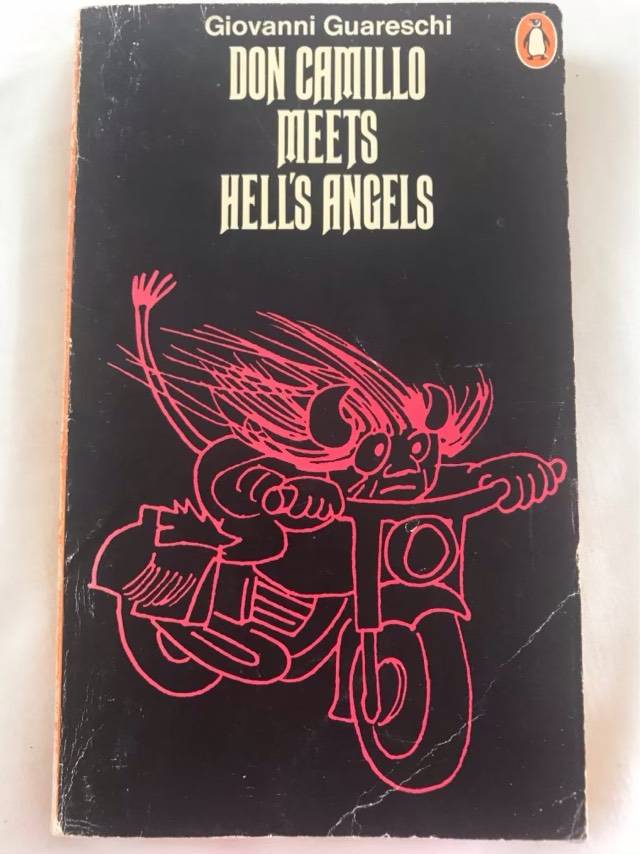 Giovanni Guareschi
DON CAMILLO
MEETS
HELL'S ANGELS